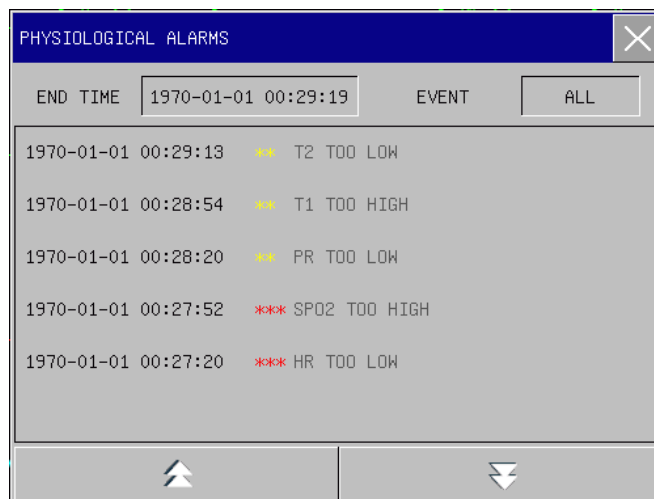 PHYSIOLOGICAL ALARMS
END TIME 1970-01-01 00:29:19 EVENT ALL
1970-01-01 00:29:13 ** T2 TOO LOW
1970-01-01 00:28:54 ** T1 TOO HIGH
1970-01-01 00:28:20 ** PR TOO LOW
1970-01-01 00:27:52 *** SPO2 TOO HIGH
1970-01-01 00:27:20 *** HR TOO LOW